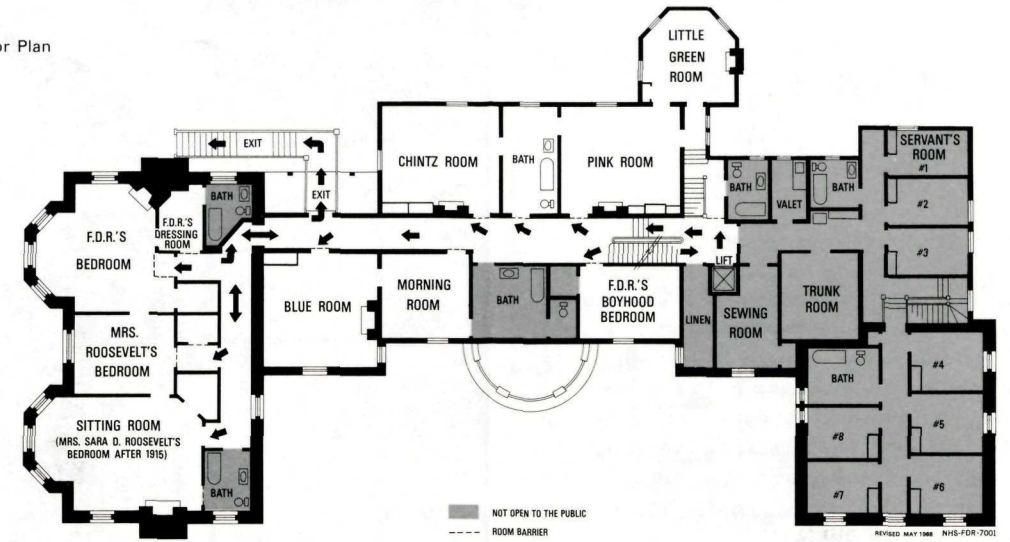 or Plan
LITTLE
GREEN
ROOM
EXIT
EXIT
CHINTZ ROOM
BATH
PINK ROOM
BATH
VALET
BATH
SERVANT'S
ROOM
#1
#2
#3
BATH
F.D.R.'S
DRESSING
ROOM
F.D.R.'S
BEDROOM
LIFT
BLUE ROOM
MORNING
ROOM
BATH
F.D.R.'S
BOYHOOD
BEDROOM
LINEN
SEWING
ROOM
TRUNK
ROOM
MRS.
ROOSEVELT'S
BEDROOM
SITTING ROOM
(MRS. SARA D. ROOSEVELT'S
BEDROOM AFTER 1915)
BATH
BATH
#4
#5
#8
#7
#6
NOT OPEN TO THE PUBLIC
ROOM BARRIER
REVISED MAY 1988 NHS-FDR-7001